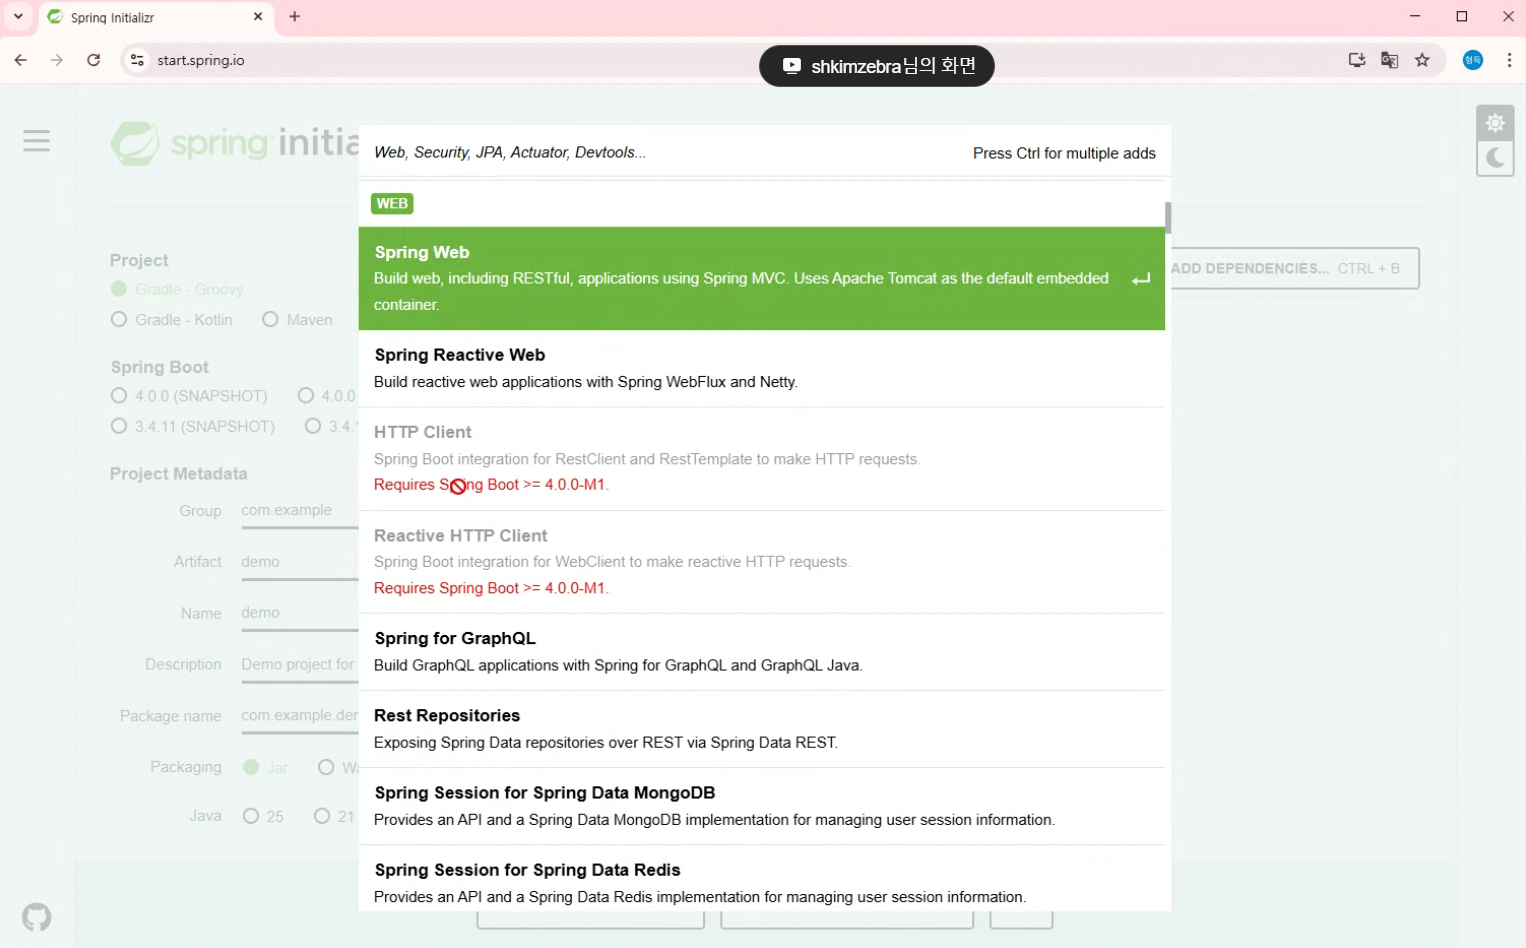 Spring Initializr
start.spring.io
shkimzebra님의 화면
형득
spring initia
Web, Security, JPA, Actuator, Devtools...
Press Ctrl for multiple adds
WEB
Spring Web
Build web, including RESTful, applications using Spring MVC. Uses Apache Tomcat as the default embedded
container.
ADD DEPENDENCIES... CTRL + B
Project
Gradle - Groovy
Gradle - Kotlin
Maven
Spring Boot
4.0.0 (SNAPSHOT)
4.0.0
3.4.11 (SNAPSHOT)
3.4.
Project Metadata
Group
com.example
Artifact
demo
Name
demo
Description
Demo project for
Package name
com.example.der
Packaging
Jar
Wa
Java
25
21
Spring Reactive Web
Build reactive web applications with Spring WebFlux and Netty.
HTTP Client
Spring Boot integration for RestClient and RestTemplate to make HTTP requests.
Requires Spring Boot >= 4.0.0-M1.
Reactive HTTP Client
Spring Boot integration for WebClient to make reactive HTTP requests.
Requires Spring Boot >= 4.0.0-M1.
Spring for GraphQL
Build GraphQL applications with Spring for GraphQL and GraphQL Java.
Rest Repositories
Exposing Spring Data repositories over REST via Spring Data REST.
Spring Session for Spring Data MongoDB
Provides an API and a Spring Data MongoDB implementation for managing user session information.
Spring Session for Spring Data Redis
Provides an API and a Spring Data Redis implementation for managing user session information.